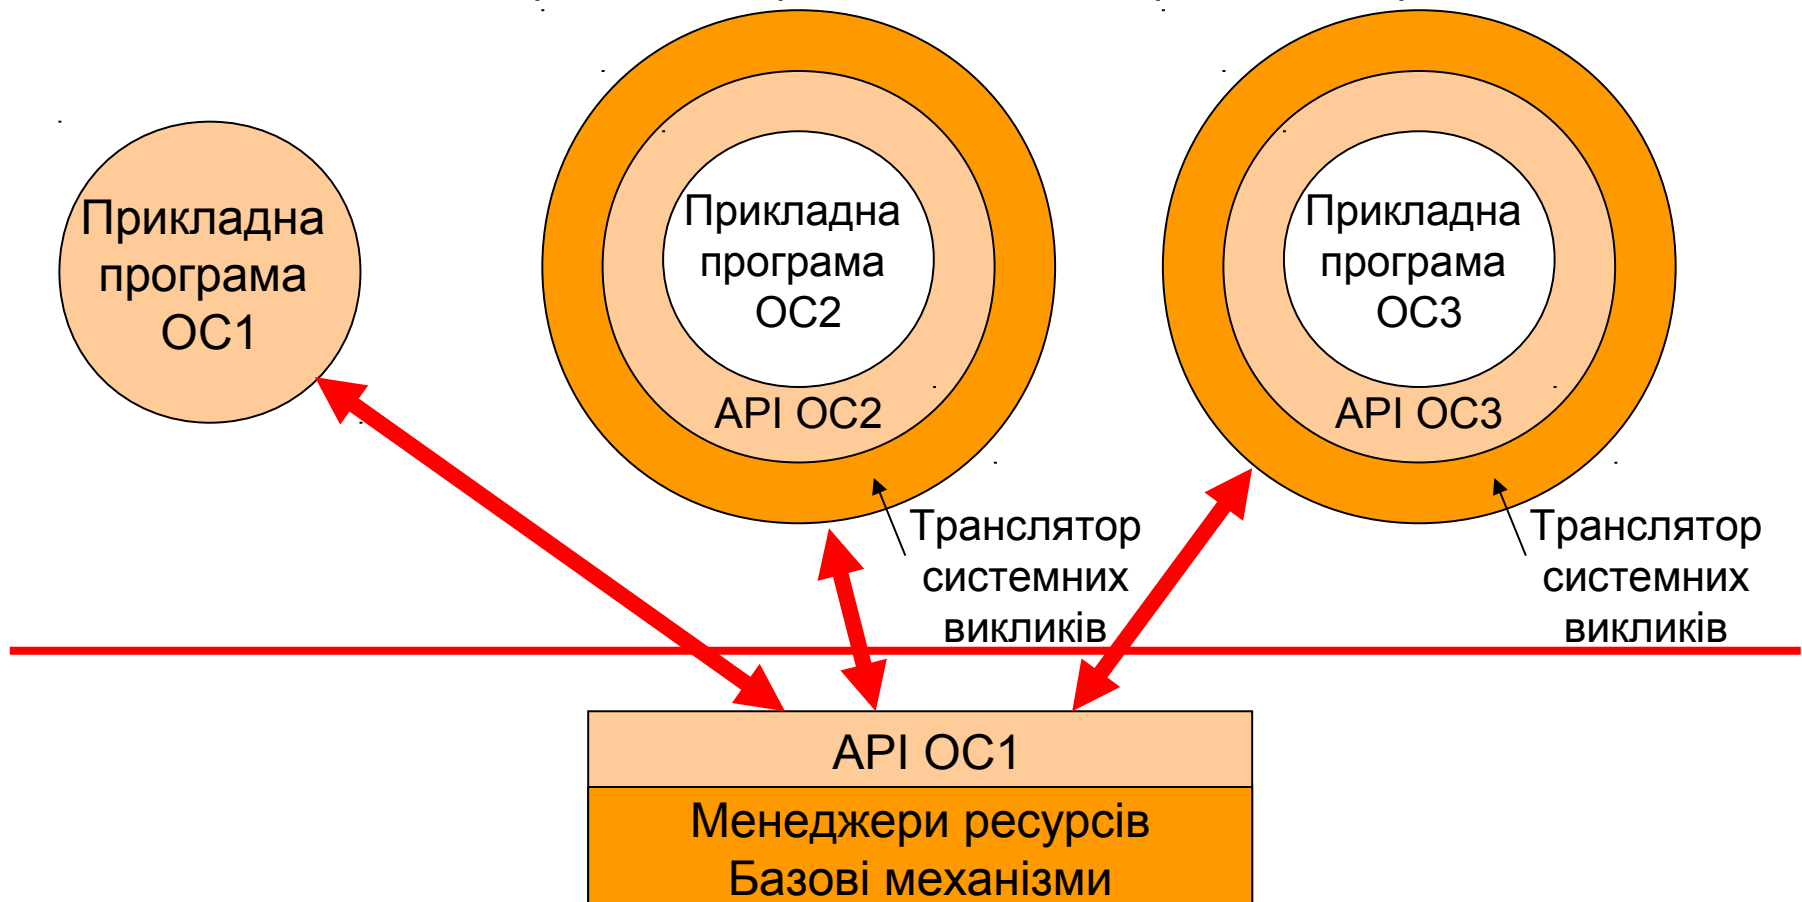 Прикладна
програма
ОС1
Прикладна
програма
ОС2
API ОС2
Прикладна
програма
ОС3
API ОС3
Транслятор
системних
викликів
Транслятор
системних
викликів
API ОС1
Менеджери ресурсів
Базові механізми